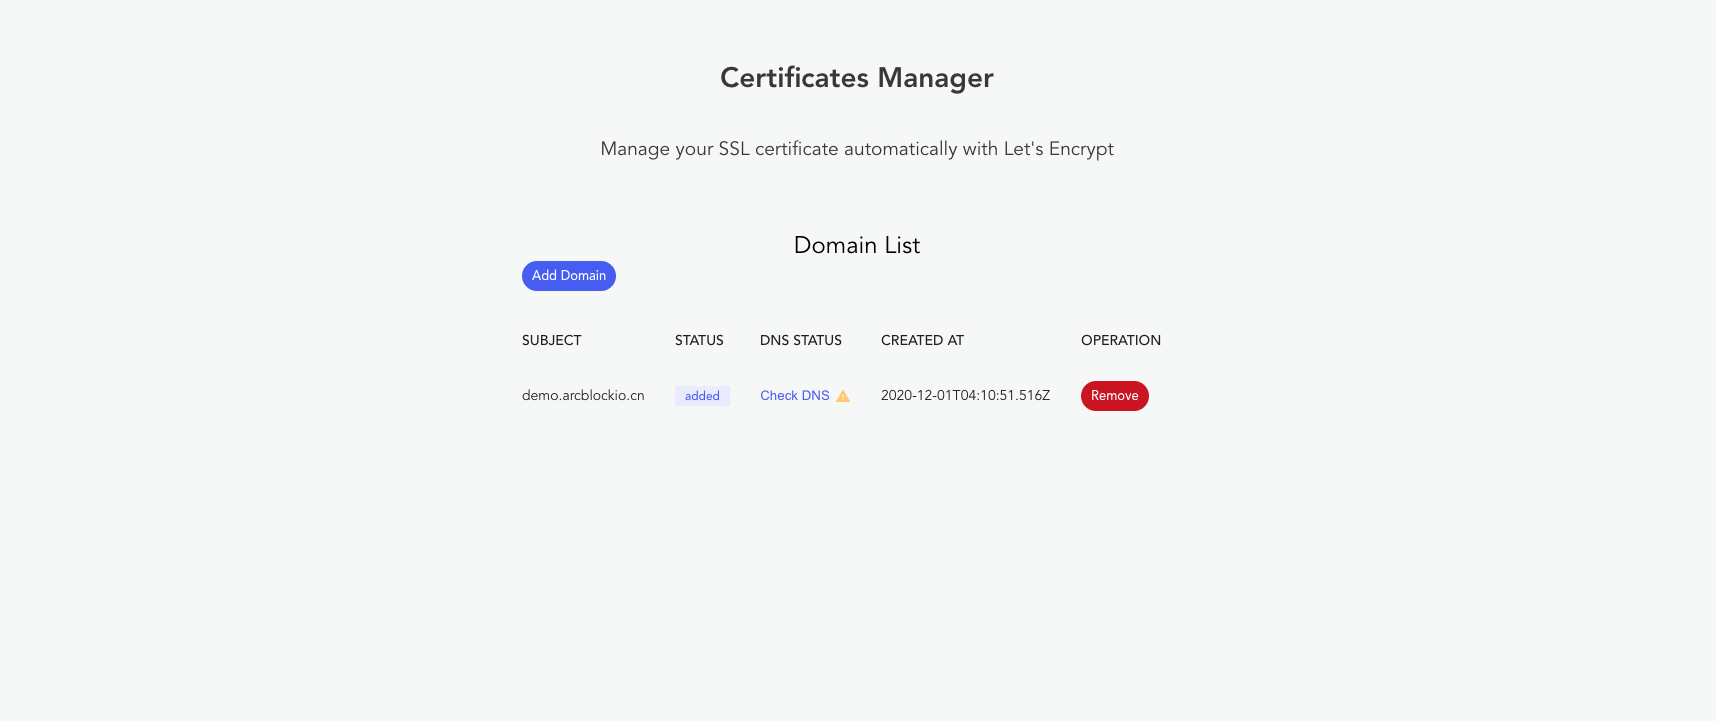 Certificates Manager
Manage your SSL certificate automatically with Let's Encrypt
Domain List
Add Domain
SUBJECT STATUS DNS STATUS CREATED AT OPERATION
demo.arcblockio.cn added Check DNS 2020-12-01T04:10:51.516Z Remove